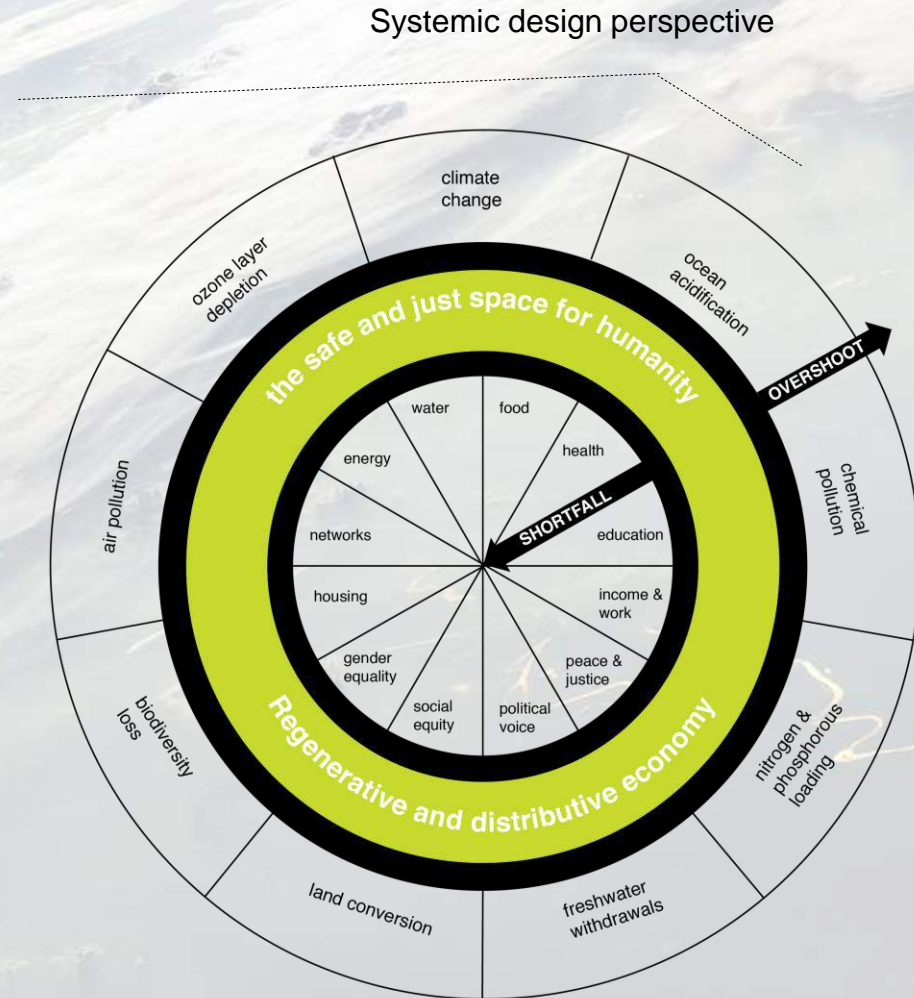 Systemic design perspective
climate
change
ozone layer
depletion
ocean
acidification
the safe and just space for humanity
OVERSHOOT
water
food
energy
health
air pollution
chemical
pollution
SHORTFALL
networks
education
housing
income &
work
gender
equality
peace &
justice
social
equity
political
voice
biodiversity
loss
Regenerative and distributive economy
nitrogen &
phosphorous
loading
land conversion
freshwater
withdrawals